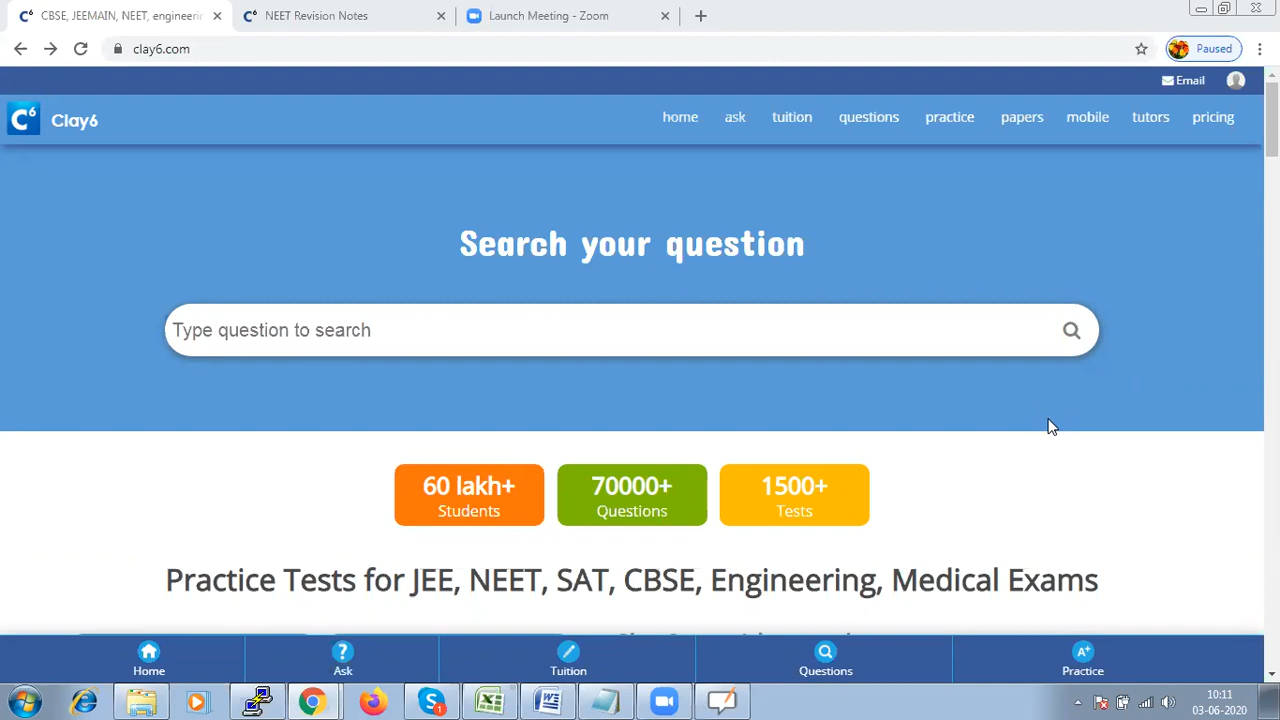 CBSE, JEEMAIN, NEET, engineerin
NEET Revision Notes
Launch Meeting - Zoom
clay6.com
Paused
Email
C6 Clay6
home ask tuition questions practice papers mobile tutors pricing
Search your question
Type question to search
60 lakh+ 70000+ 1500+
Students Questions Tests
Practice Tests for JEE, NEET, SAT, CBSE, Engineering, Medical Exams
Home Ask Tuition Questions Practice
10:11
03-06-2020